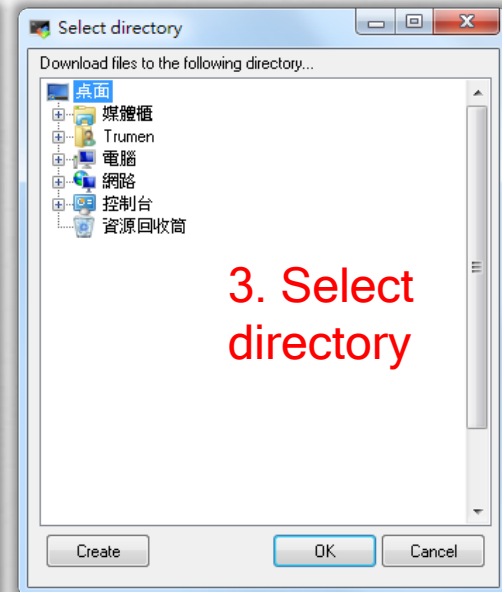 Select directory
Download files to the following directory...
桌面
媒體櫃
Trumen
電腦
網路
控制台
資源回收筒
3. Select
directory
Create
OK
Cancel